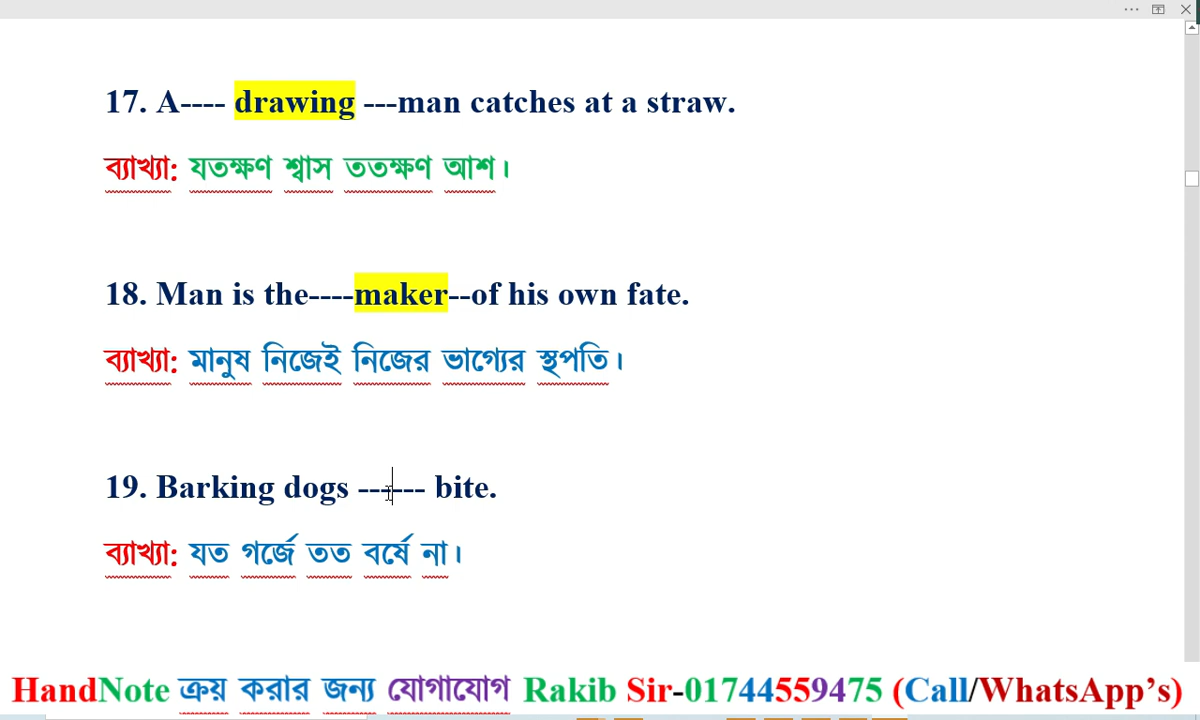 17. A---- drawing ---man catches at a straw.
ব্যাখ্যা: যতক্ষণ শ্বাস ততক্ষণ আশ।
18. Man is the----maker--of his own fate.
ব্যাখ্যা: মানুষ নিজেই নিজের ভাগ্যের স্থপতি।
19. Barking dogs ------ bite.
ব্যাখ্যা: যত গর্জে তত বর্ষে না।
HandNote ক্রয় করার জন্য যোগাযোগ Rakib Sir-01744559475 (Call/WhatsApp’s)